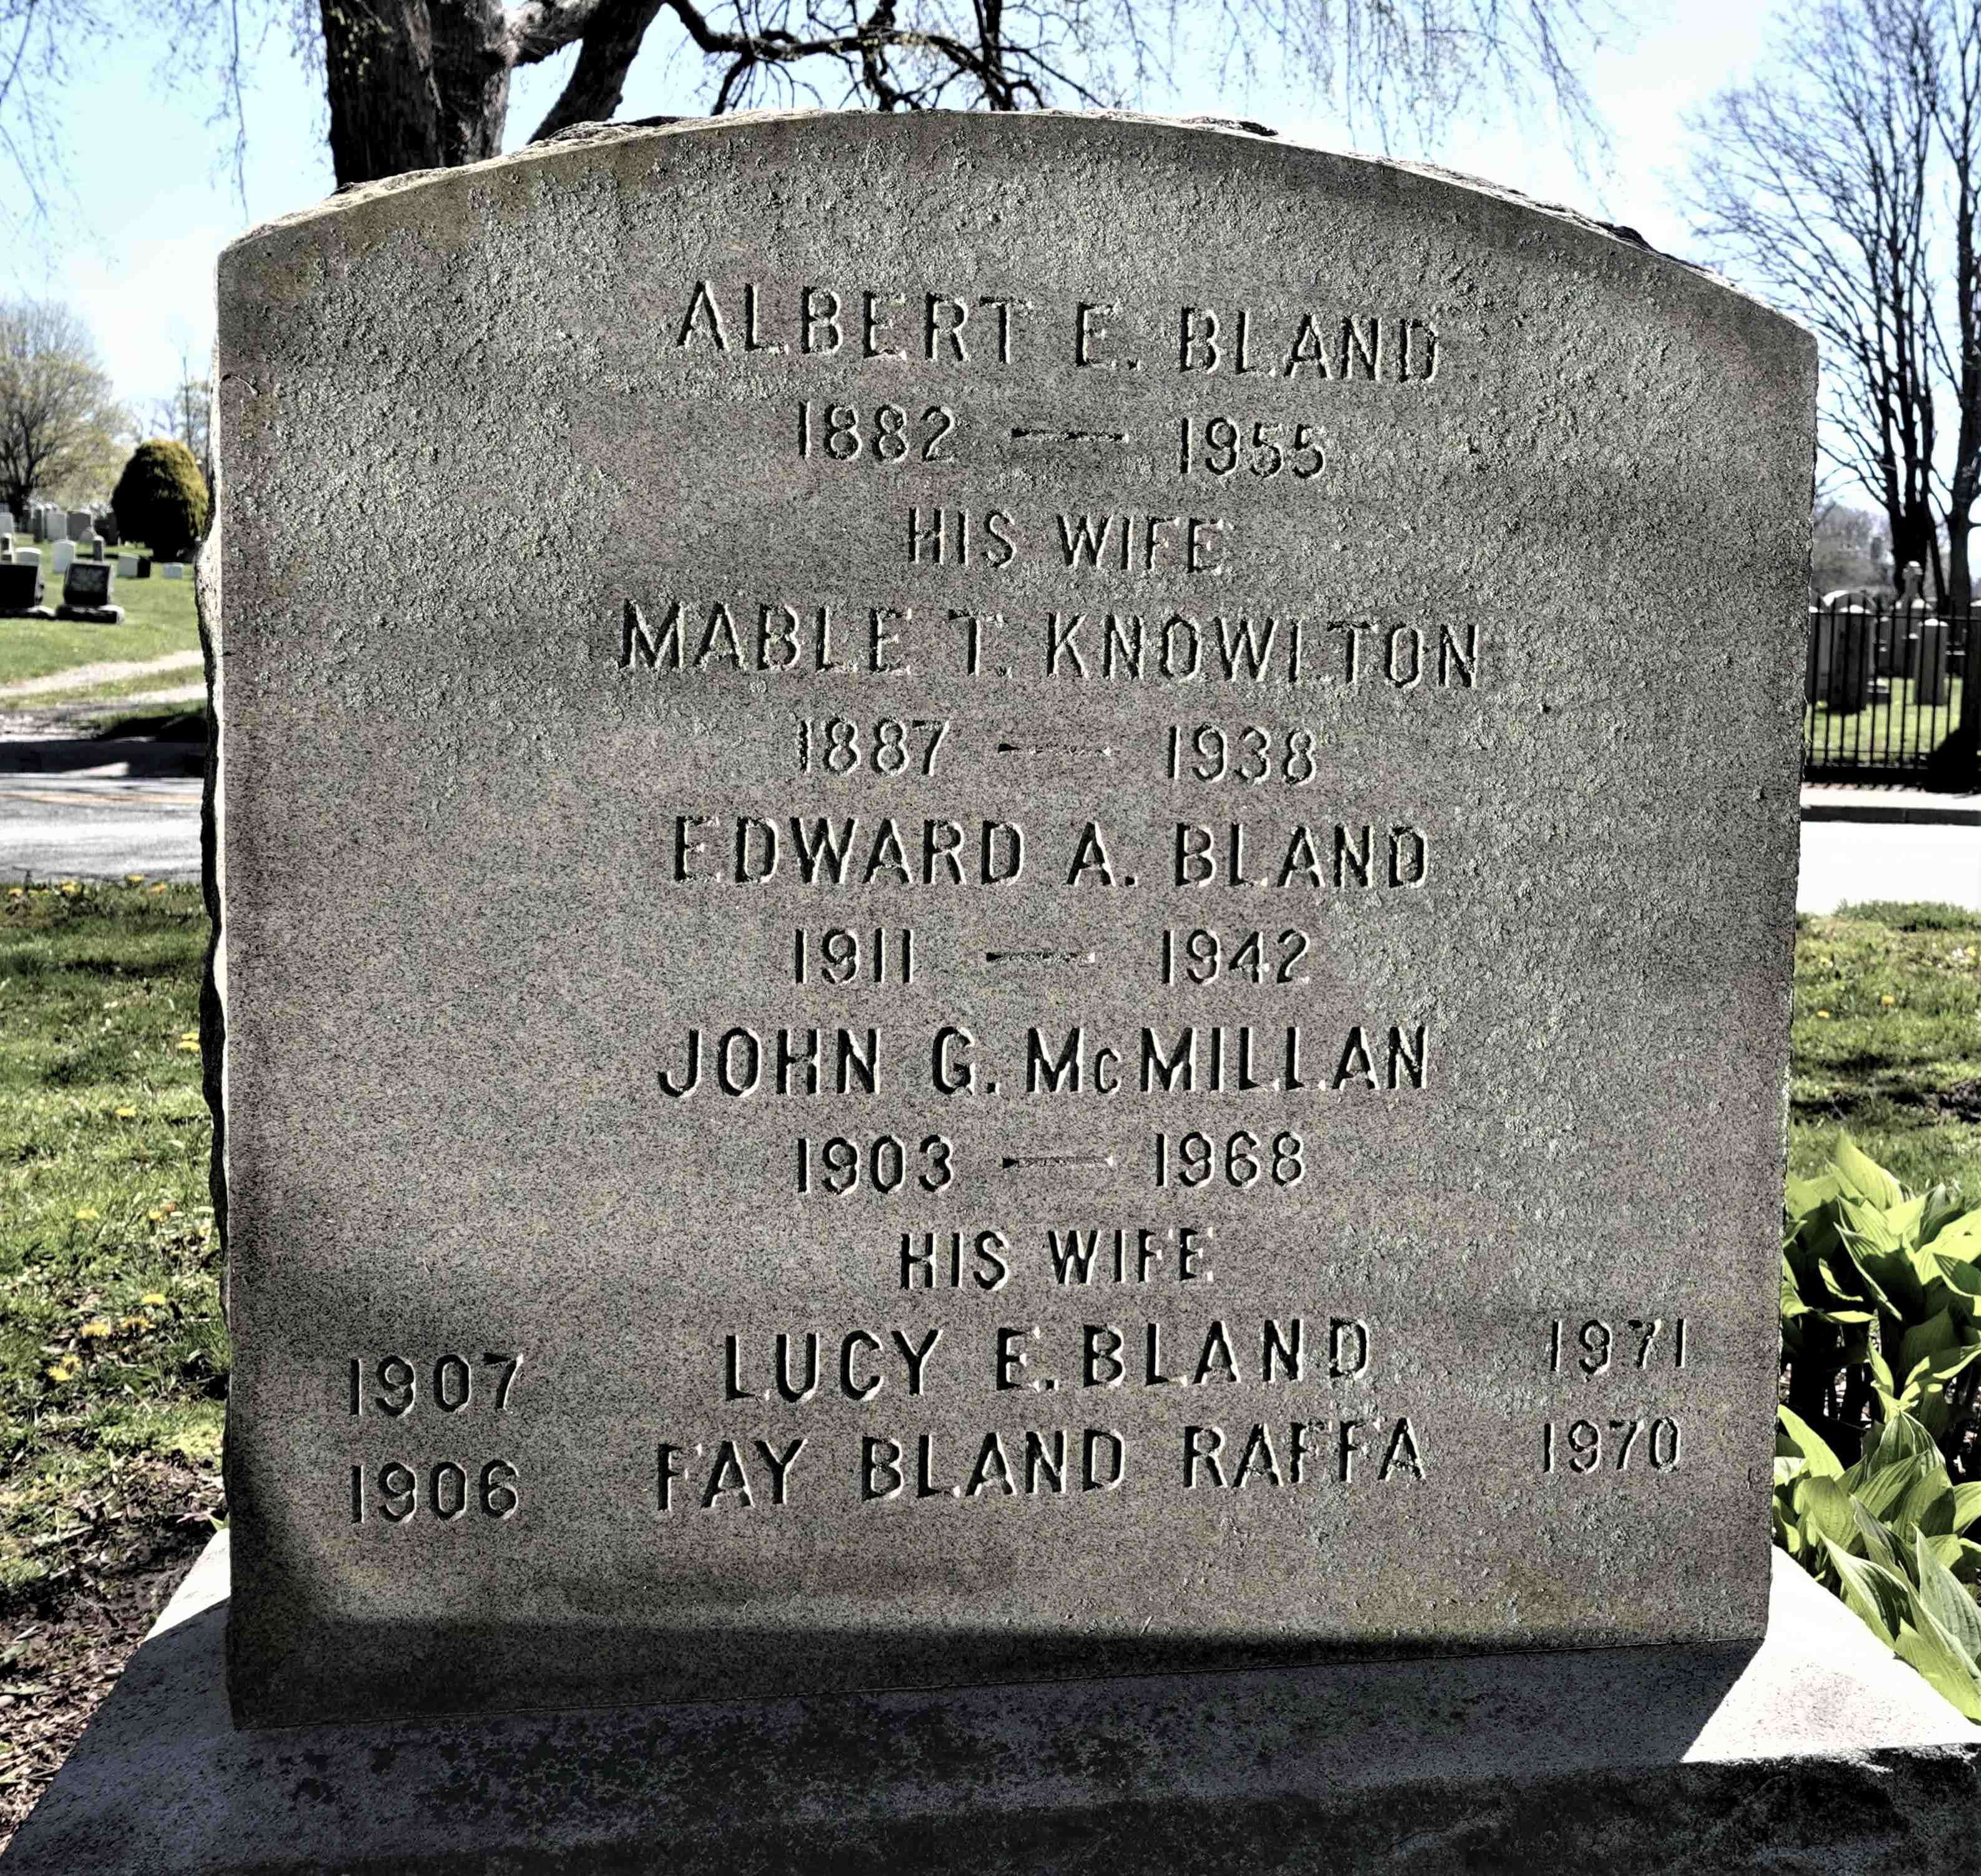 ALBERT E. BLAND
1882 — 1955
HIS WIFE
MABLE T. KNOWLTON
1887 — 1938
EDWARD A. BLAND
1911 — 1942
JOHN G. McMILLAN
1903 — 1968
HIS WIFE
1907 LUCY E. BLAND 1971
1906 FAY BLAND RAFFA 1970